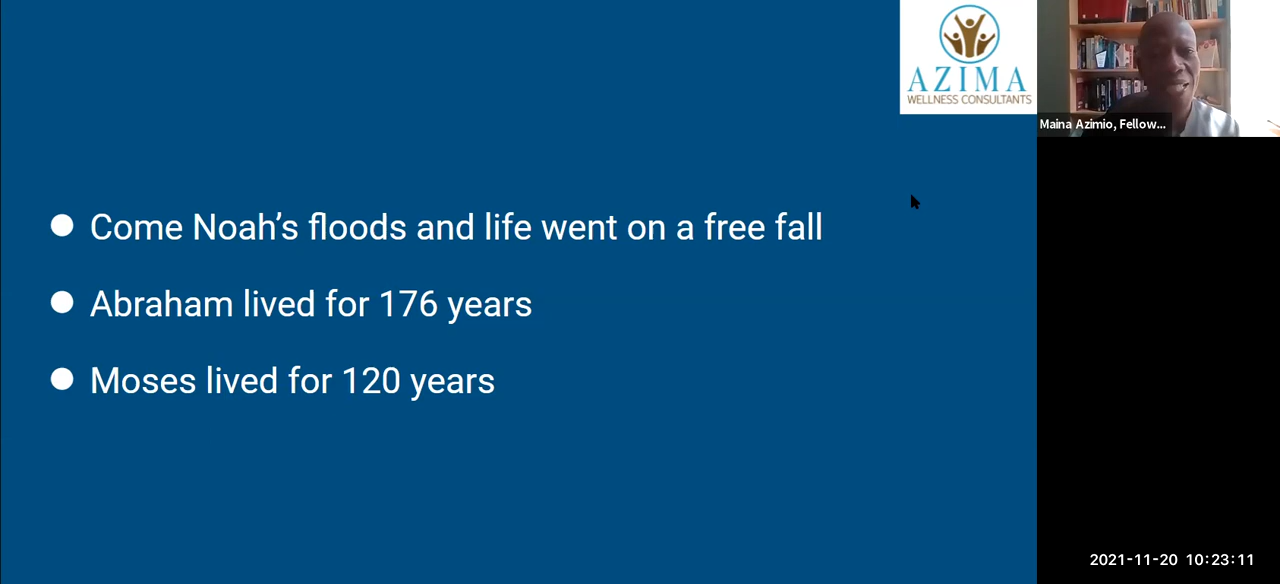 AZIMA
WELLNESS CONSULTANTS
Maina Azimio, Fellow...
Come Noah’s floods and life went on a free fall
Abraham lived for 176 years
Moses lived for 120 years
2021-11-20 10:23:11